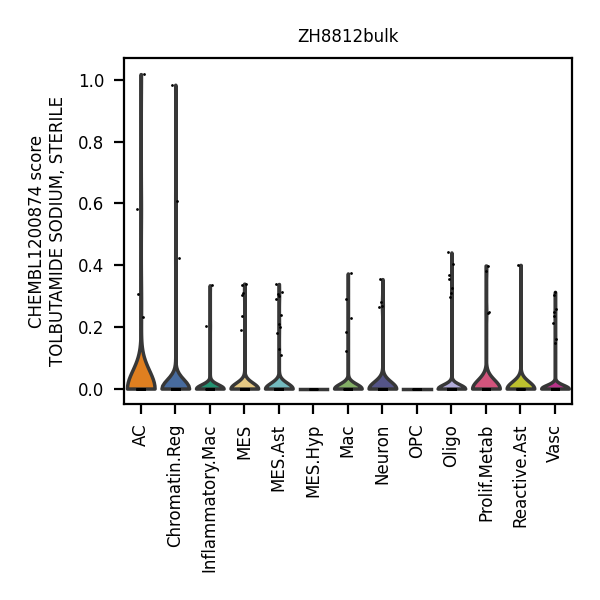 ZH8812bulk
CHEMBL1200874 score
TOLBUTAMIDE SODIUM, STERILE
1.0
0.8
0.6
0.4
0.2
0.0
AC
Chromatin.Reg
Inflammatory.Mac
MES
MES.Ast
MES.Hyp
Mac
Neuron
OPC
Oligo
Prolif.Metab
Reactive.Ast
Vasc